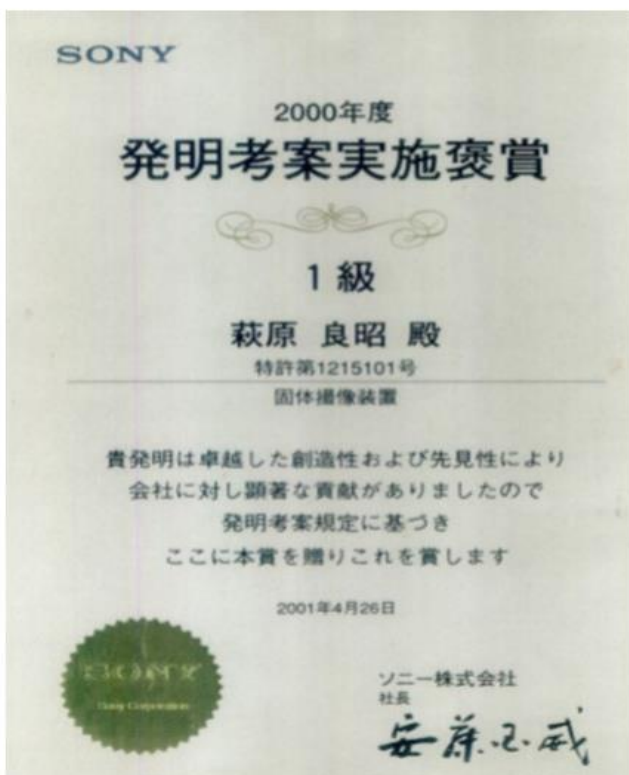 SONY
2000年度
発明考案実施褒賞
1級
萩原 良昭 殿
特許第1215101号
固体撮像装置
貴発明は卓越した創造性および先見性により
会社に対し顕著な貢献がありましたので
発明考案規定に基づき
ここに本賞を贈りこれを賞します
2001年4月26日
SONY
Sony Corporation
ソニー株式会社
社長
安藤国威